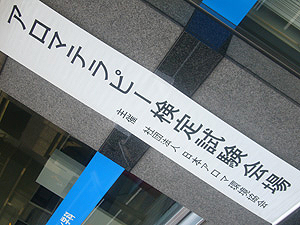 アロマテラピー検定試験会場
主催 社団法人日本アロマ環境協会